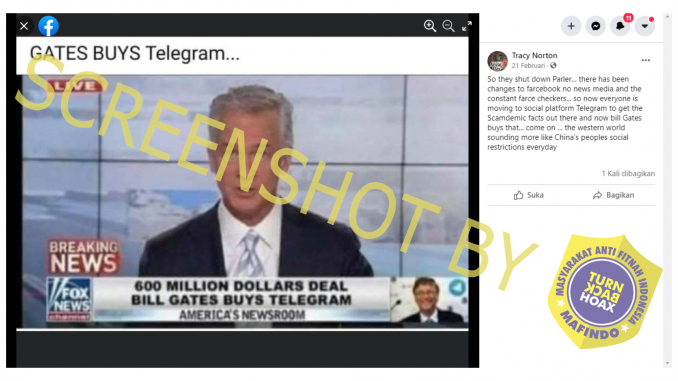 GATES BUYS Telegram...
LIVE
BREAKING
NEWS
FOX
NEWS
channel
600 MILLION DOLLARS DEAL
BILL GATES BUYS TELEGRAM
AMERICA'S NEWSROOM
SCREENSHOT BY
11
Tracy Norton
21 Februari ·
So they shut down Parler... there has been
changes to farcebook no news media and the
constant farce checkers... so now everyone is
moving to social platform Telegram to get the
Scamdemic facts out there and now bill Gates
buys that... come on ... the western world
sounding more like China's peoples social
restrictions everyday
1 Kali dibagikan
Suka
Bagikan
MASYARAKAT ANTI FITNAH INDONESIA
TURN
BACK
HOAX
MAFINDO